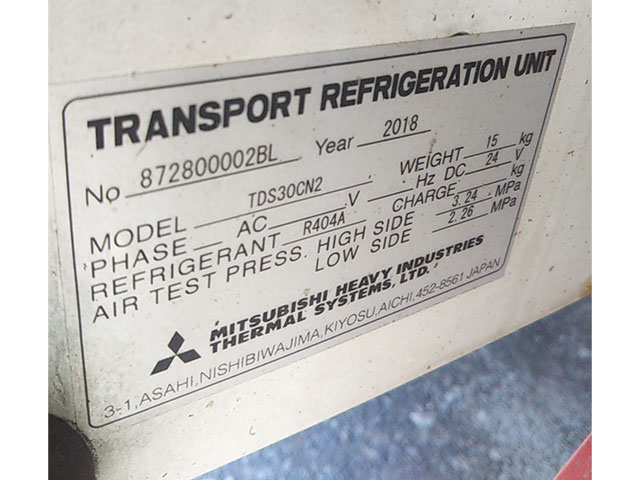 TRANSPORT REFRIGERATION UNIT
No 872800002BL Year 2018
MODEL TDS30CN2 WEIGHT 15 kg
PHASE AC V Hz DC 24 V
REFRIGERANT R404A CHARGE kg
AIR TEST PRESS. HIGH SIDE 3.24 MPa
LOW SIDE 2.26 MPa
MITSUBISHI HEAVY INDUSTRIES
THERMAL SYSTEMS, LTD.
3-1,ASAHI,NISHIBIWAJIMA,KIYOSU,AICHI,452-8561 JAPAN